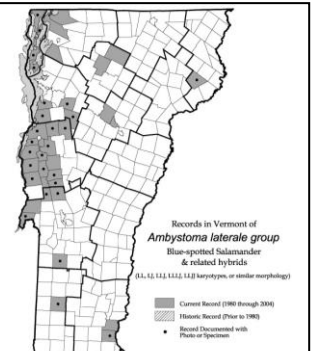 Records in Vermont of
Ambystoma laterale group
Blue-spotted Salamander
& related hybrids
(LL, LJ, LLJ, LLLJ, LLJJ karyotypes, or similar morphology)
Current Record (1980 through 2004)
Historic Record (Prior to 1980)
Record Documented with
Photo or Specimen